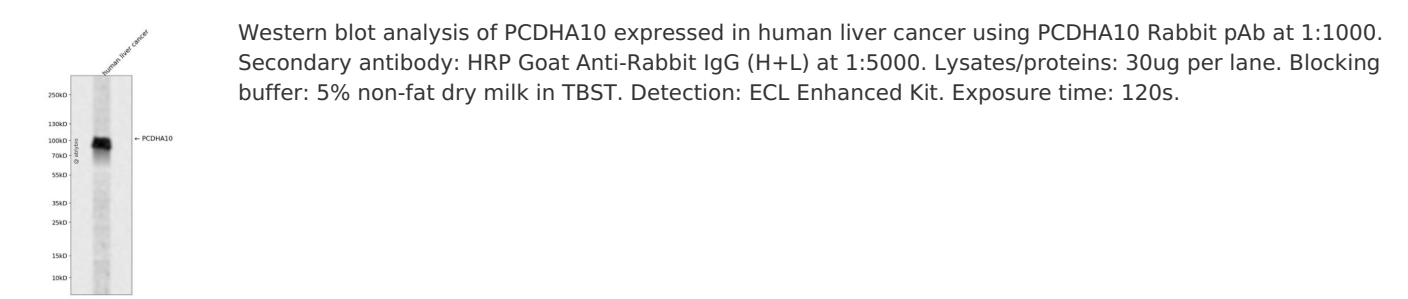 human liver cancer
250kD
130kD
100kD
70kD
55kD
35kD
25kD
15kD
10kD
← PCDHA10
Western blot analysis of PCDHA10 expressed in human liver cancer using PCDHA10 Rabbit pAb at 1:1000.
Secondary antibody: HRP Goat Anti-Rabbit IgG (H+L) at 1:5000. Lysates/proteins: 30ug per lane. Blocking
buffer: 5% non-fat dry milk in TBST. Detection: ECL Enhanced Kit. Exposure time: 120s.